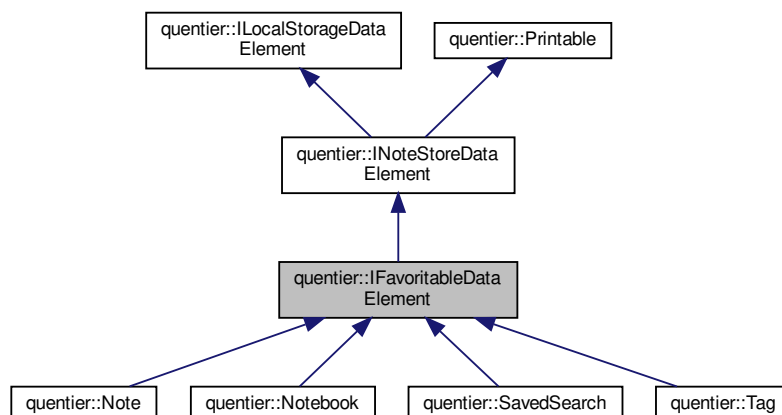 quentier::ILocalStorageData
Element
quentier::Printable
quentier::INoteStoreData
Element
quentier::IFavoritableData
Element
quentier::Note
quentier::Notebook
quentier::SavedSearch
quentier::Tag